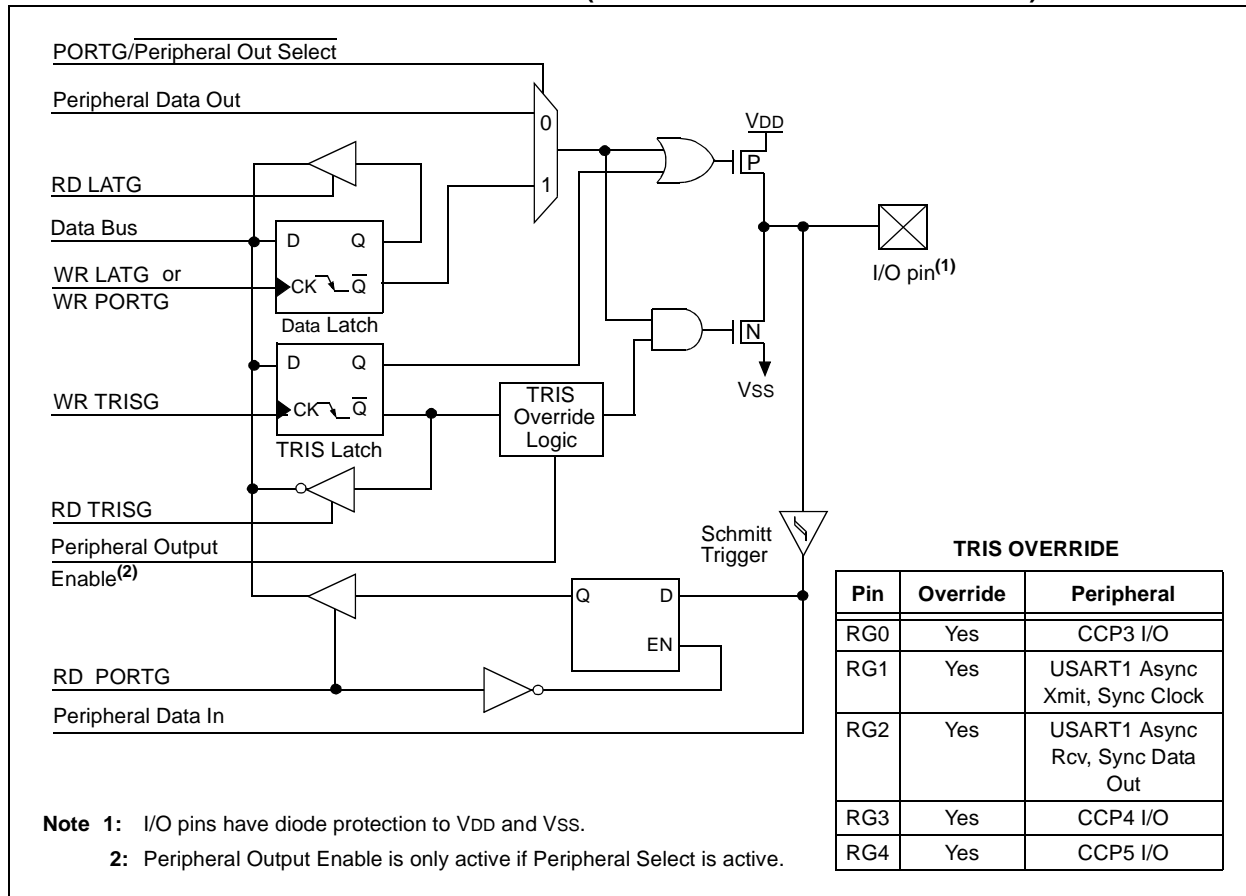 PORTG/Peripheral Out Select
Peripheral Data Out
0
1
VDD
P
RD LATG
Data Bus
D Q
WR LATG or
WR PORTG
CK Q
Data Latch
I/O pin(1)
N
VSS
D Q
WR TRISG
CK Q
TRIS Latch
TRIS
Override
Logic
RD TRISG
Peripheral Output
Enable(2)
Schmitt
Trigger
Q D
EN
RD PORTG
Peripheral Data In
TRIS OVERRIDE
Pin Override Peripheral
RG0 Yes CCP3 I/O
RG1 Yes USART1 Async
Xmit, Sync Clock
RG2 Yes USART1 Async
Rcv, Sync Data
Out
RG3 Yes CCP4 I/O
RG4 Yes CCP5 I/O
Note 1: I/O pins have diode protection to VDD and VSS.
2: Peripheral Output Enable is only active if Peripheral Select is active.